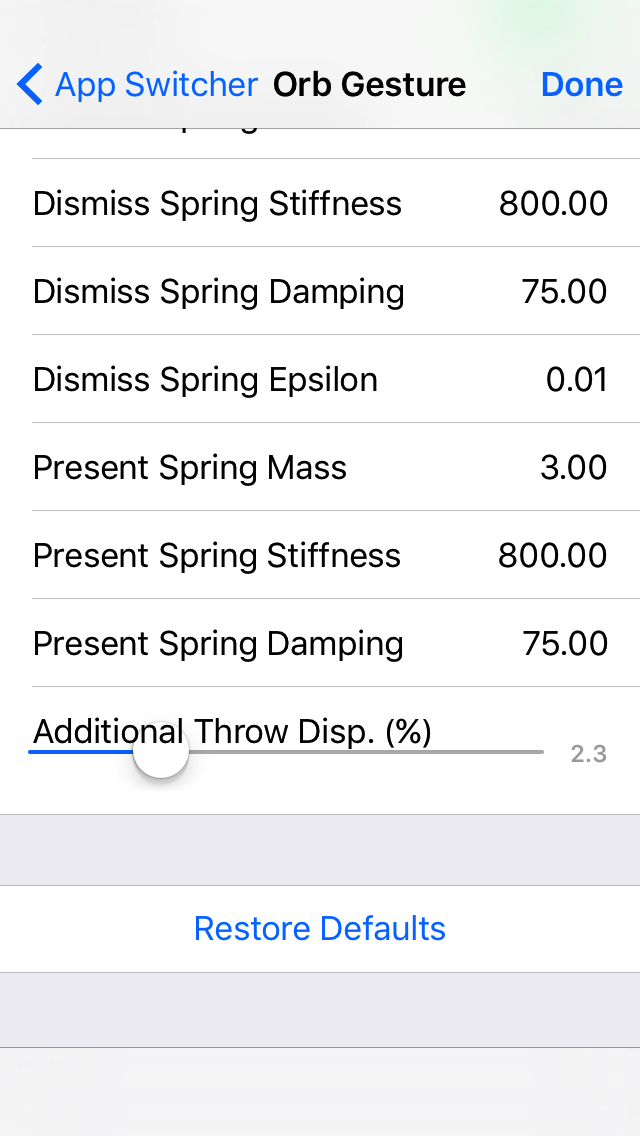 App Switcher Orb Gesture Done
Dismiss Spring Stiffness 800.00
Dismiss Spring Damping 75.00
Dismiss Spring Epsilon 0.01
Present Spring Mass 3.00
Present Spring Stiffness 800.00
Present Spring Damping 75.00
Additional Throw Disp. (%)
2.3
Restore Defaults